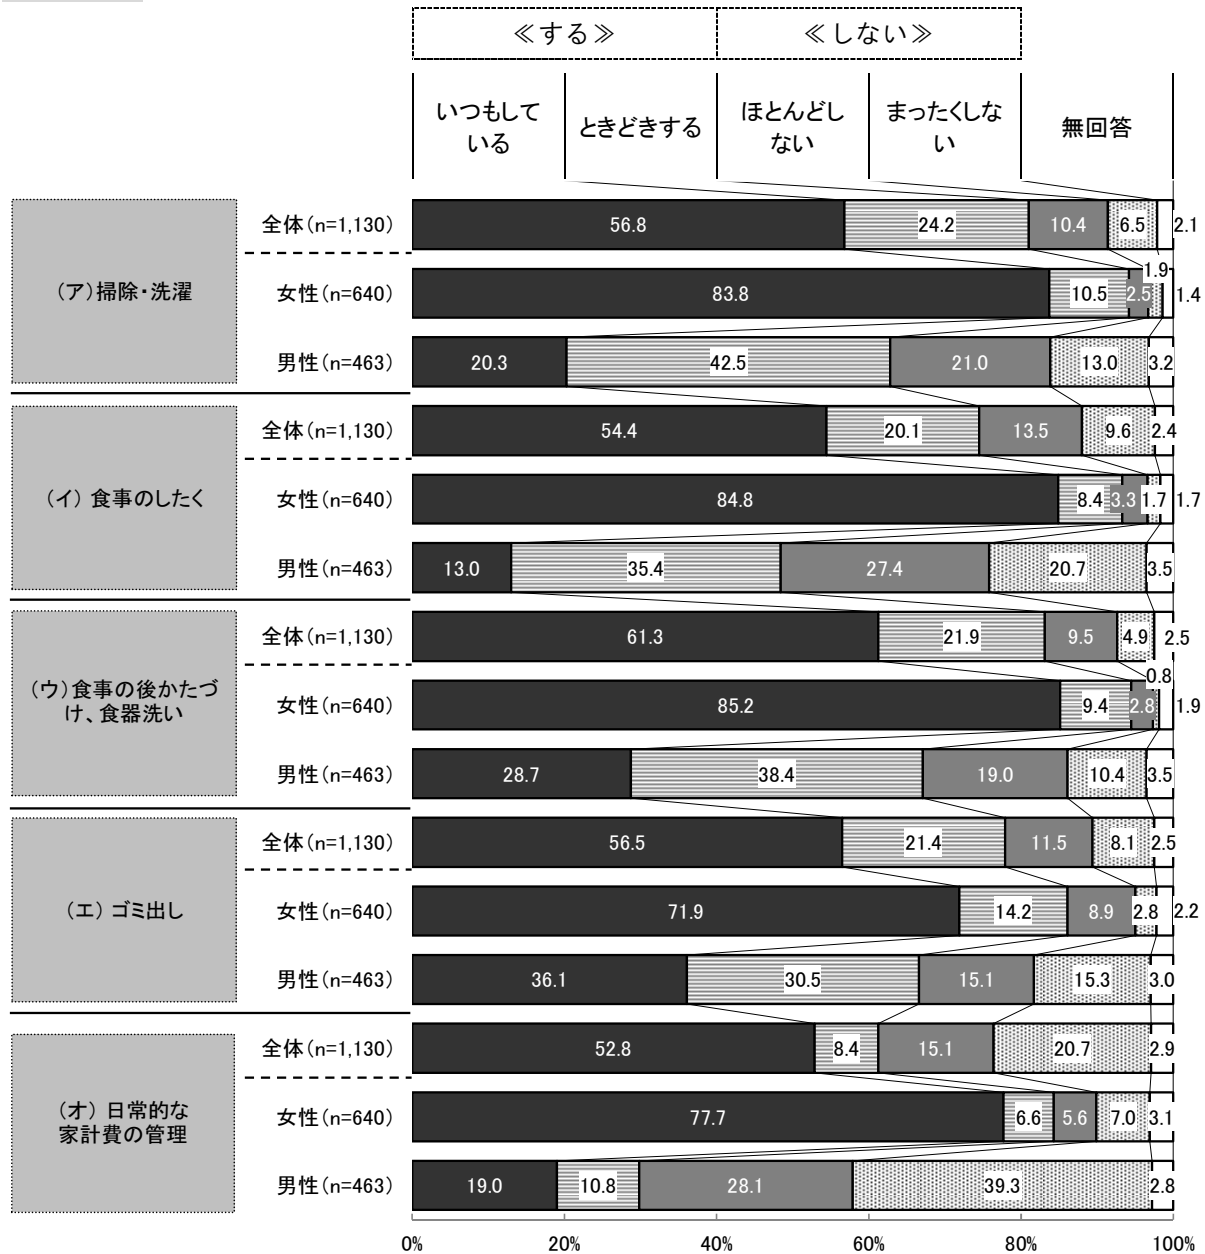 ≪する≫ ≪しない≫
いつもして
いる
ときどきする
ほとんどし
ない
まったくしな
い
無回答
(ア)掃除・洗濯
全体(n=1,130) 56.8 24.2 10.4 6.5 2.1
女性(n=640) 83.8 10.5 2.5 1.9 1.4
男性(n=463) 20.3 42.5 21.0 13.0 3.2
(イ) 食事のしたく
全体(n=1,130) 54.4 20.1 13.5 9.6 2.4
女性(n=640) 84.8 8.4 3.3 1.7 1.7
男性(n=463) 13.0 35.4 27.4 20.7 3.5
(ウ)食事の後かたづ
け、食器洗い
全体(n=1,130) 61.3 21.9 9.5 4.9 2.5
女性(n=640) 85.2 9.4 2.8 0.8 1.9
男性(n=463) 28.7 38.4 19.0 10.4 3.5
(エ) ゴミ出し
全体(n=1,130) 56.5 21.4 11.5 8.1 2.5
女性(n=640) 71.9 14.2 8.9 2.8 2.2
男性(n=463) 36.1 30.5 15.1 15.3 3.0
(オ) 日常的な
家計費の管理
全体(n=1,130) 52.8 8.4 15.1 20.7 2.9
女性(n=640) 77.7 6.6 5.6 7.0 3.1
男性(n=463) 19.0 10.8 28.1 39.3 2.8
0% 20% 40% 60% 80% 100%